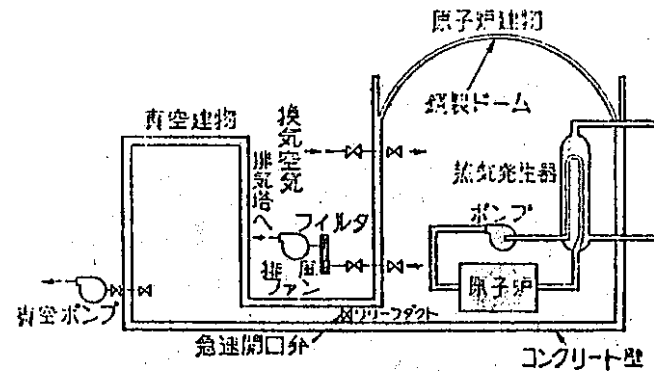 原子炉建物
鋼製ドーム
真空建物
換気空気
排気塔へ
フィルタ
排風
ファン
蒸気発生器
ポンプ
原子炉
真空ポンプ
リリーフダクト
急速開口弁
コンクリート壁